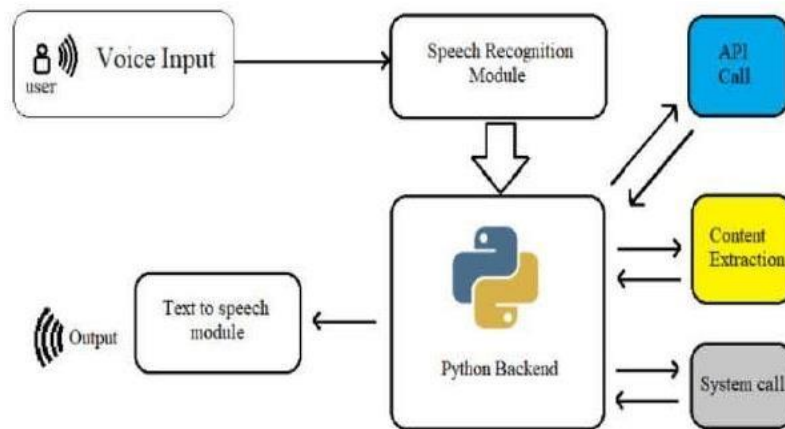 Voice Input
user
Speech Recognition
Module
API
Call
Content
Extraction
Python Backend
System call
Text to speech
module
Output